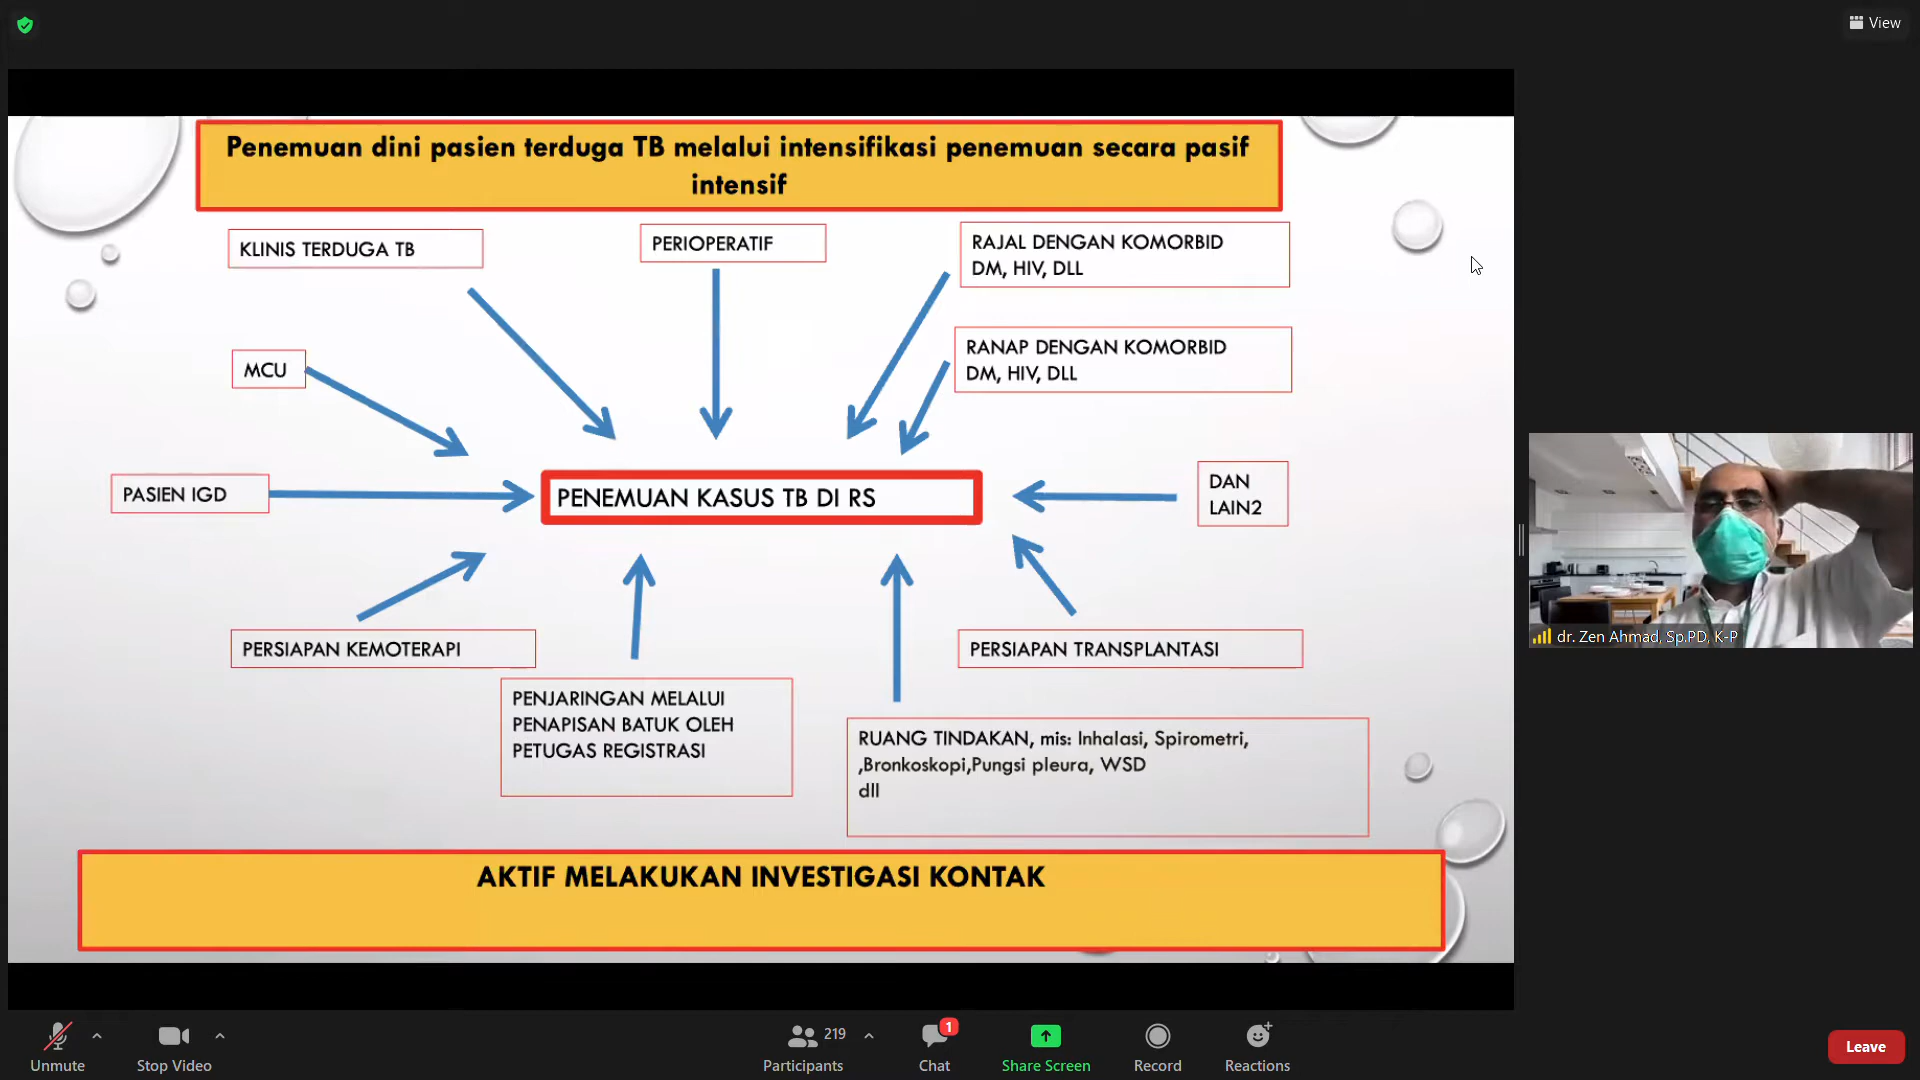 View
Penemuan dini pasien terduga TB melalui intensifikasi penemuan secara pasif
intensif
KLINIS TERDUGA TB
PERIOPERATIF
RAJAL DENGAN KOMORBID
DM, HIV, DLL
MCU
RANAP DENGAN KOMORBID
DM, HIV, DLL
PASIEN IGD
PENEMUAN KASUS TB DI RS
DAN
LAIN2
PERSIAPAN KEMOTERAPI
PENJARINGAN MELALUI
PENAPISAN BATUK OLEH
PETUGAS REGISTRASI
PERSIAPAN TRANSPLANTASI
RUANG TINDAKAN, mis: Inhalasi, Spirometri,
,Bronkoskopi,Pungsi pleura, WSD
dll
AKTIF MELAKUKAN INVESTIGASI KONTAK
dr. Zen Ahmad, Sp.PD, K-P
Unmute
Stop Video
219
Participants
1
Chat
Share Screen
Record
Reactions
Leave